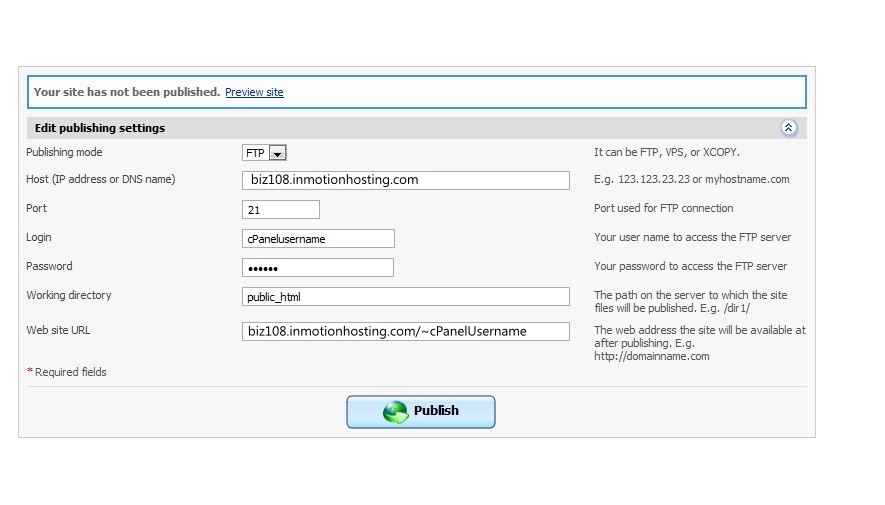 Your site has not been published. Preview site
Edit publishing settings
Publishing mode FTP It can be FTP, VPS, or XCOPY.
Host (IP address or DNS name) biz108.inmotionhosting.com E.g. 123.123.23.23 or myhostname.com
Port 21 Port used for FTP connection
Login cPanelusername Your user name to access the FTP server
Password •••••• Your password to access the FTP server
Working directory public_html The path on the server to which the site
files will be published. E.g. /dir1/
Web site URL biz108.inmotionhosting.com/~cPanelUsername The web address the site will be available at
after publishing. E.g.
http://domainname.com
* Required fields
Publish